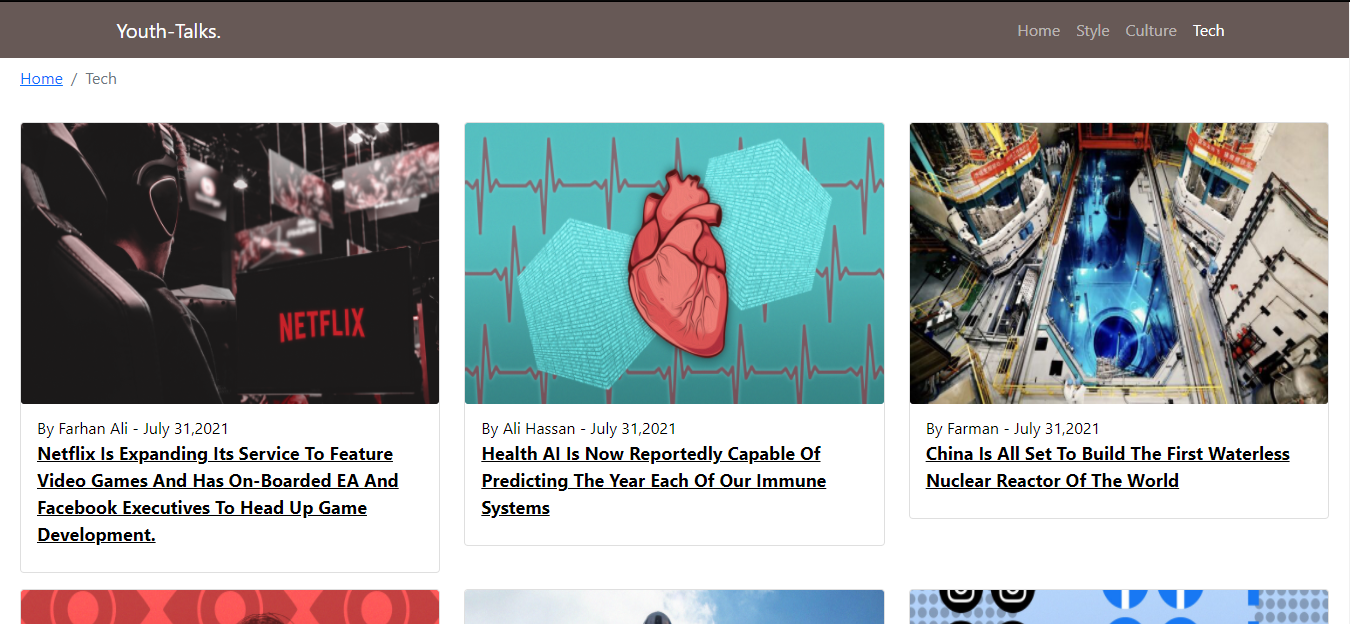 Youth-Talks.
Home Style Culture Tech
Home / Tech
NETFLIX
By Farhan Ali - July 31,2021
Netflix Is Expanding Its Service To Feature
Video Games And Has On-Boarded EA And
Facebook Executives To Head Up Game
Development.
By Ali Hassan - July 31,2021
Health AI Is Now Reportedly Capable Of
Predicting The Year Each Of Our Immune
Systems
By Farman - July 31,2021
China Is All Set To Build The First Waterless
Nuclear Reactor Of The World